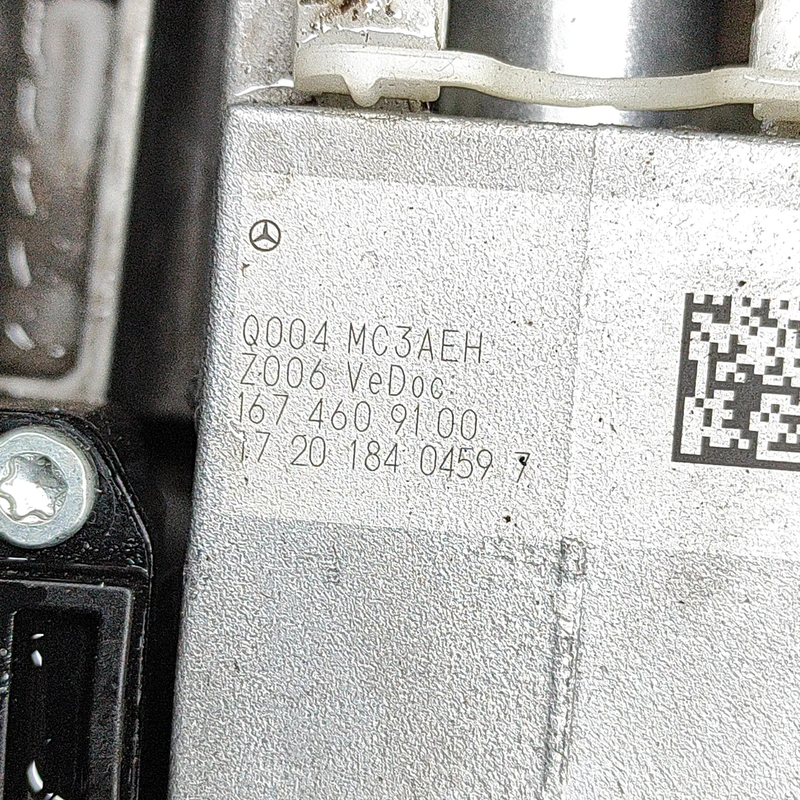 Q004 MC3AEH
Z006 VeDoc:
167 460 91 00
17 20 184 0459 7